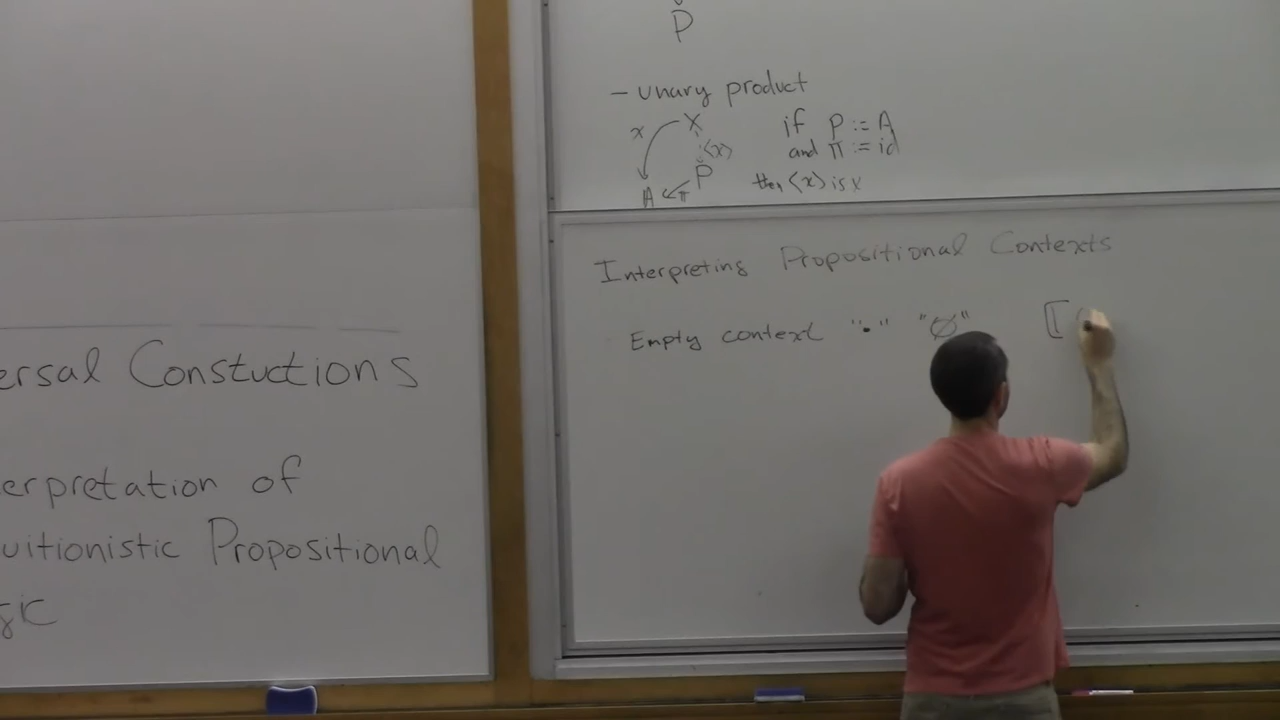 ersal Constuctions
erpretation of
uitionistic Propositional
gic
P
- unary product
x X ⟨x⟩ P A π
if P := A
and π := id
then ⟨x⟩ is x
Interpreting Propositional Contexts
Empty context "•" "∅" ⟦